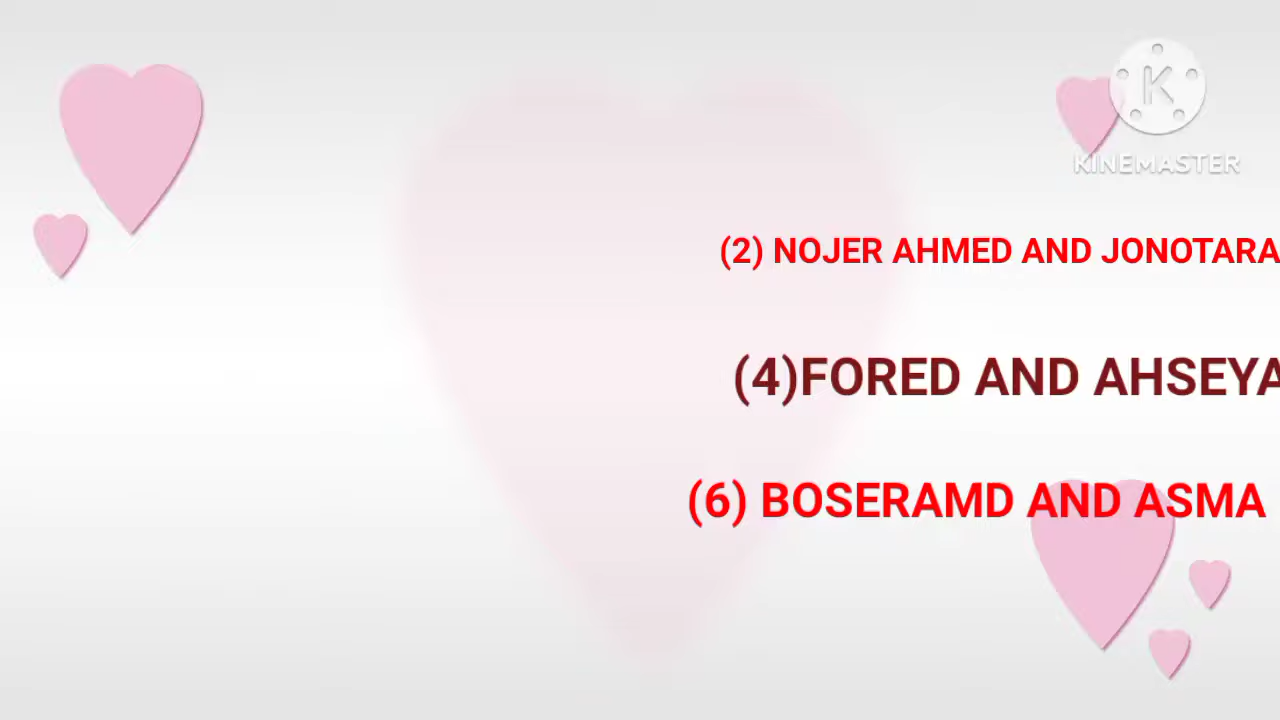 KINEMASTER
(2) NOJER AHMED AND JONOTARA
(4)FORED AND AHSEYA
(6) BOSERAMD AND ASMA